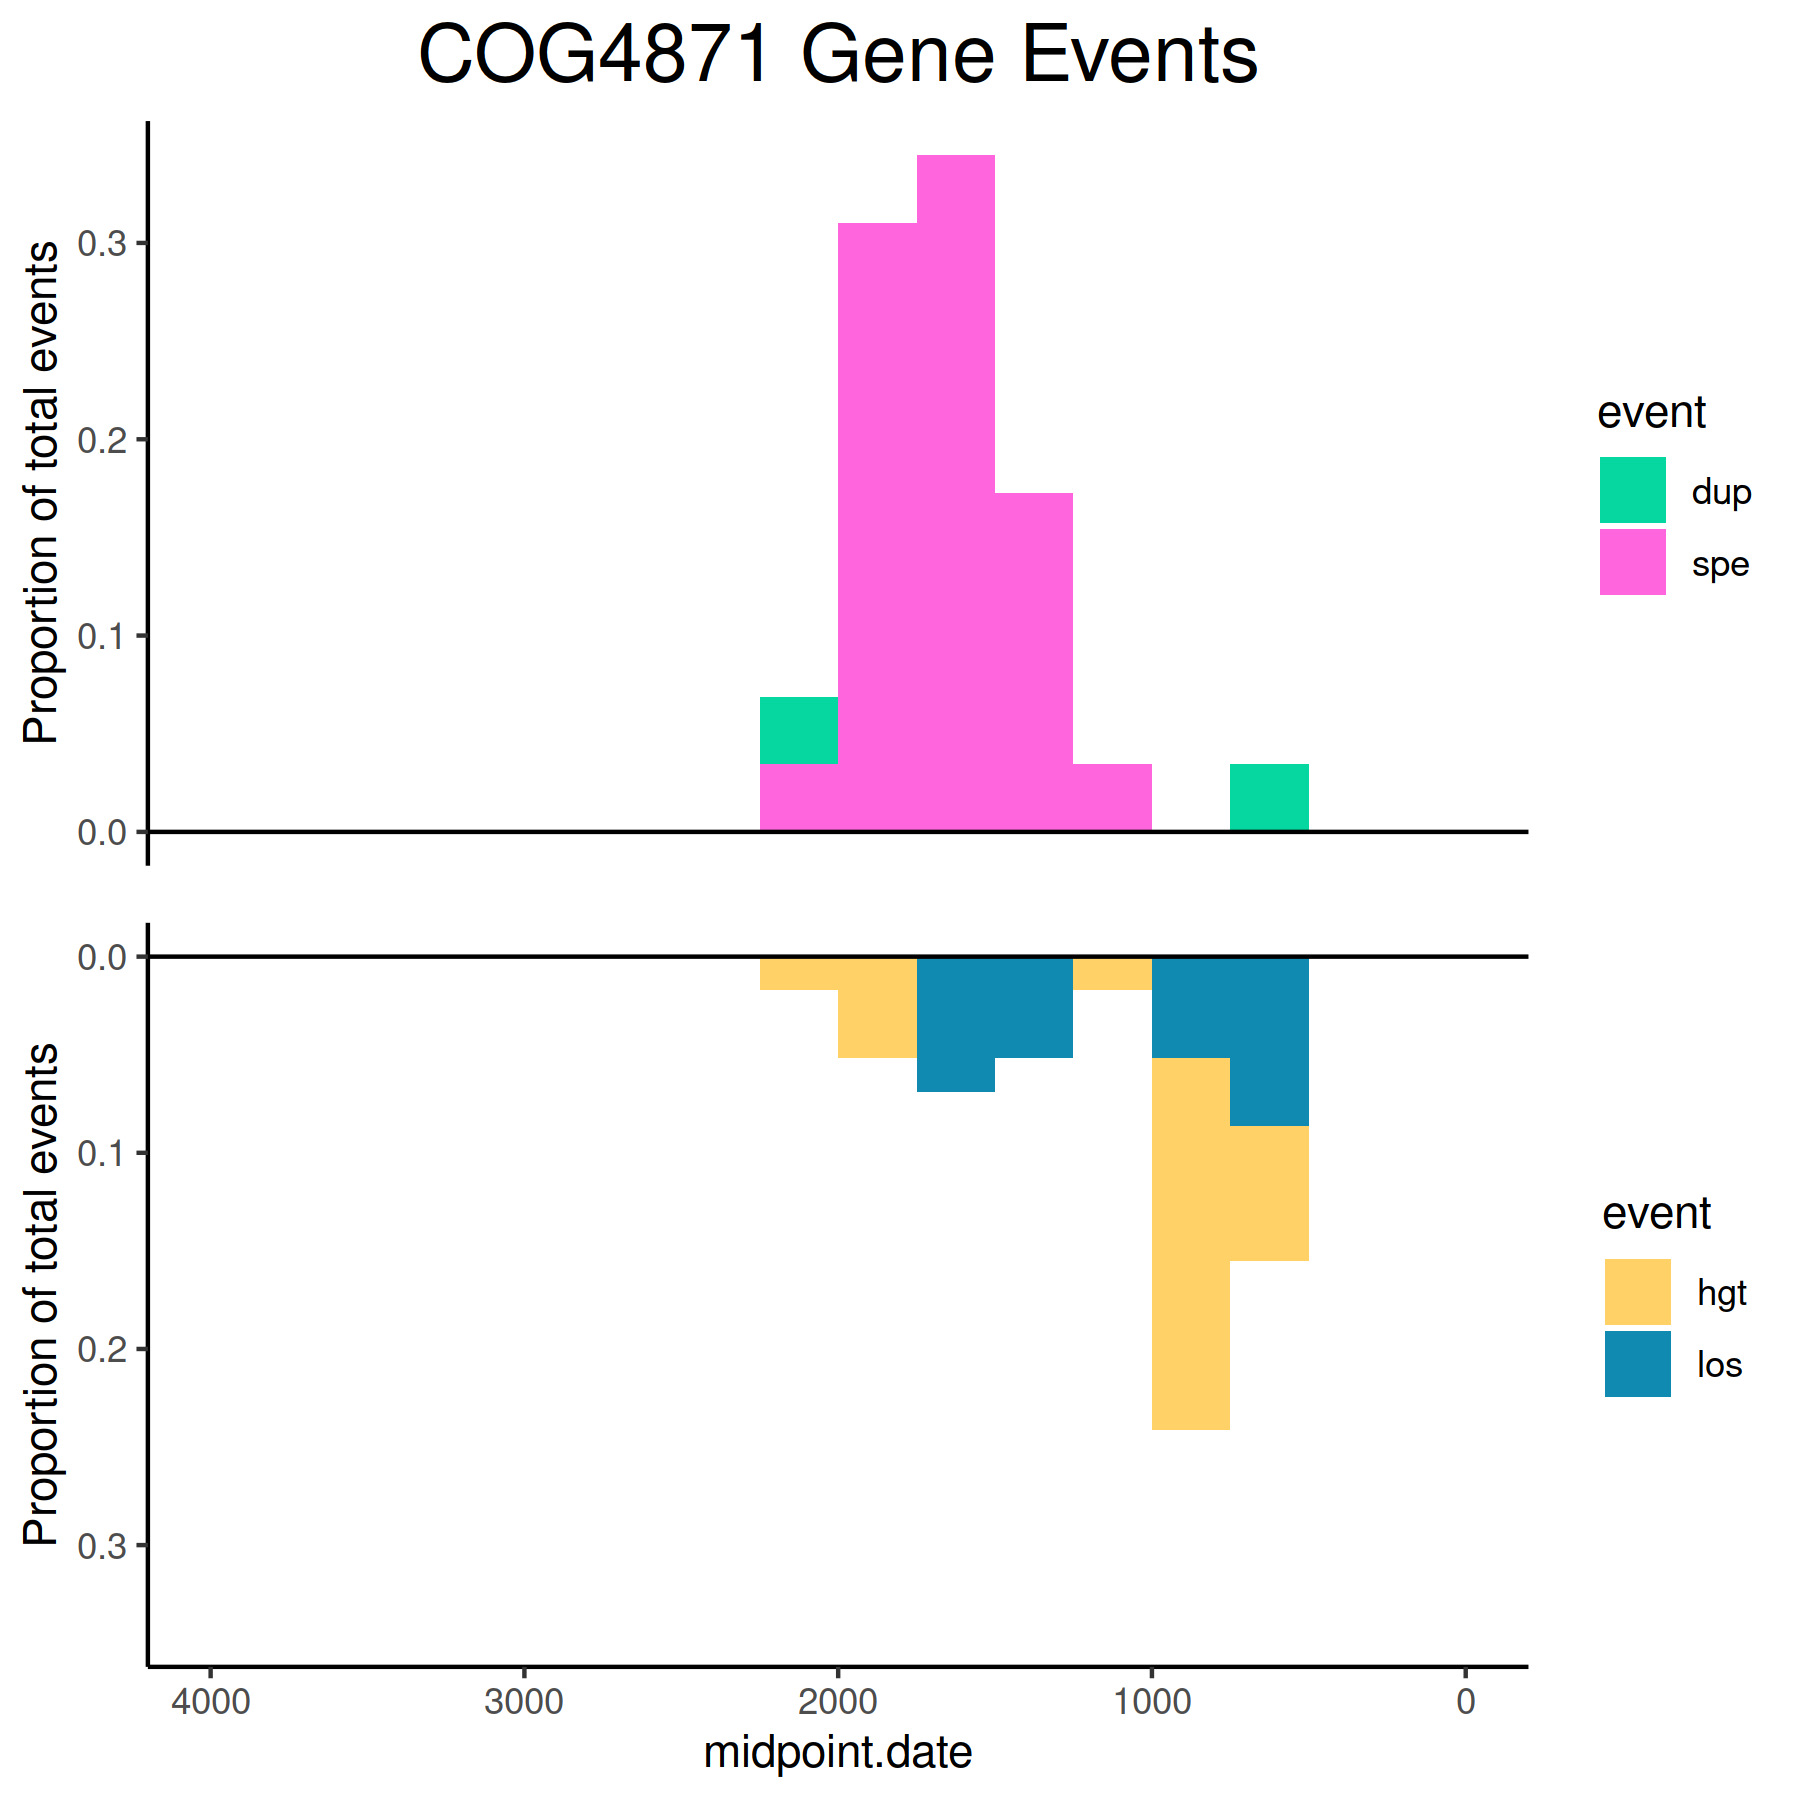 COG4871 Gene Events
Proportion of total events
0.3
0.2
0.1
0.0
event
dup
spe
Proportion of total events
0.0
0.1
0.2
0.3
event
hgt
los
4000 3000 2000 1000 0
midpoint.date